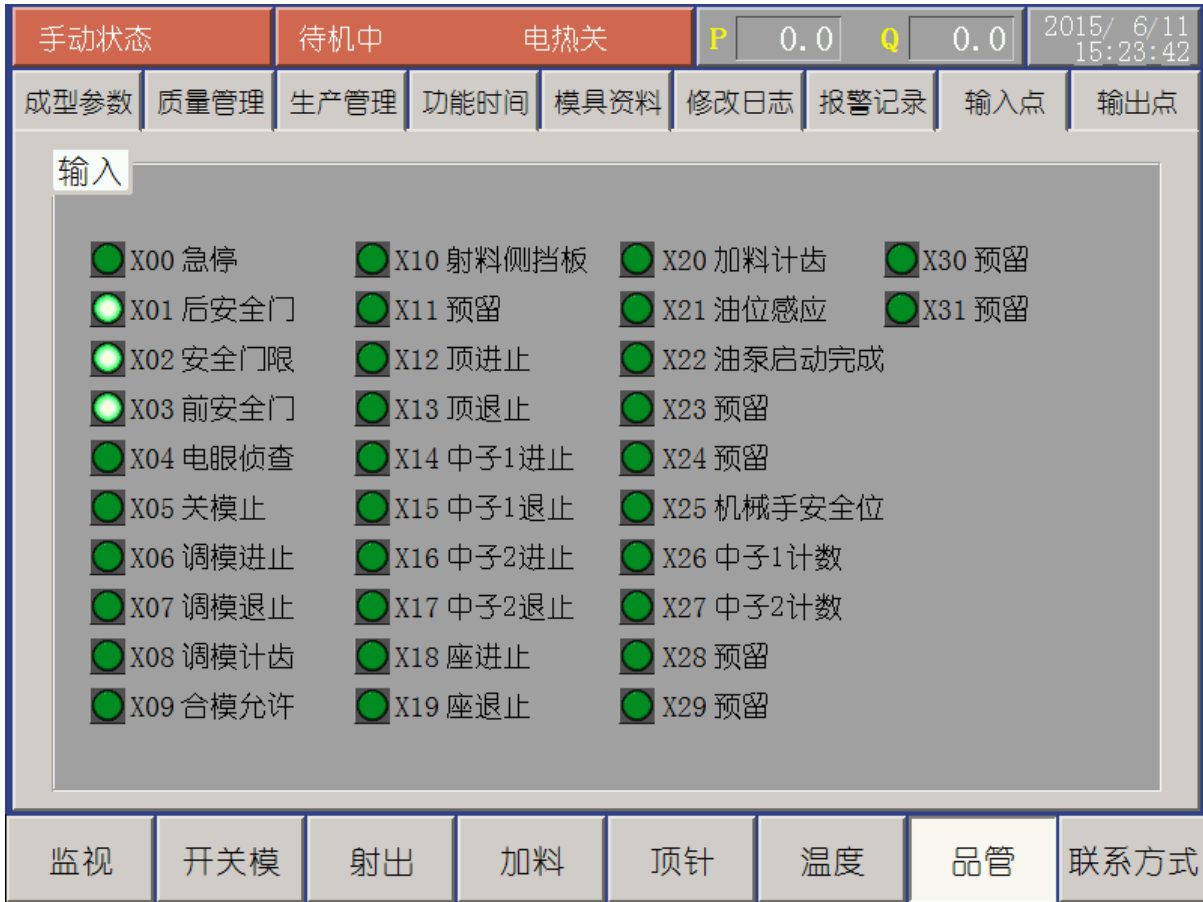 手动状态 待机中 电热关 P 0.0 Q 0.0 2015/ 6/11
15:23:42
成型参数 质量管理 生产管理 功能时间 模具资料 修改日志 报警记录 输入点 输出点
输入
X00 急停 X10 射料侧挡板 X20 加料计齿 X30 预留
X01 后安全门 X11 预留 X21 油位感应 X31 预留
X02 安全门限 X12 顶进止 X22 油泵启动完成
X03 前安全门 X13 顶退止 X23 预留
X04 电眼侦查 X14 中子1进止 X24 预留
X05 关模止 X15 中子1退止 X25 机械手安全位
X06 调模进止 X16 中子2进止 X26 中子1计数
X07 调模退止 X17 中子2退止 X27 中子2计数
X08 调模计齿 X18 座进止 X28 预留
X09 合模允许 X19 座退止 X29 预留
监视 开关模 射出 加料 顶针 温度 品管 联系方式